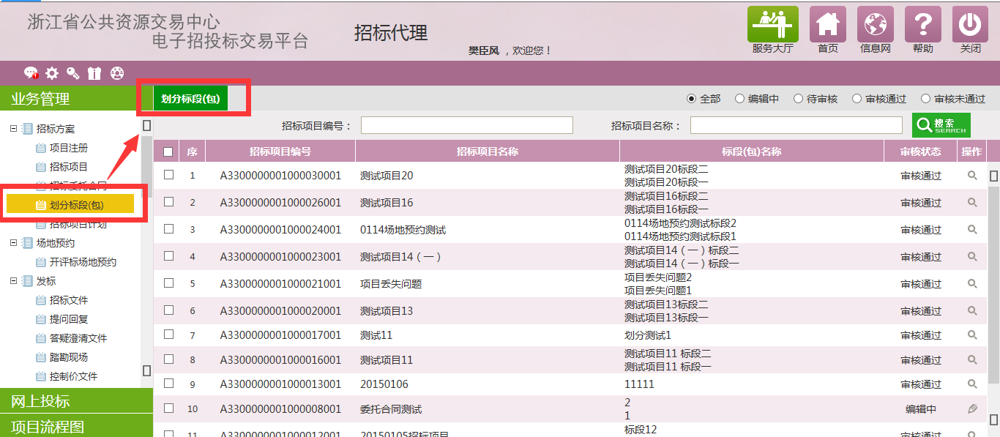 浙江省公共资源交易中心
电子招投标交易平台
招标代理
樊臣风 ，欢迎您！
服务大厅 首页 信息网 帮助 关闭
业务管理
划分标段(包)
全部 编辑中 待审核 审核通过 审核未通过
招标项目编号： 招标项目名称： 搜索 SEARCH
招标方案
项目注册
招标项目
招标委托合同
划分标段(包)
招标项目计划
场地预约
开评标场地预约
发标
招标文件
提问回复
答疑澄清文件
踏勘现场
控制价文件
网上投标
项目流程图
序 招标项目编号 招标项目名称 标段(包)名称 审核状态 操作
1 A3300000001000030001 测试项目20 测试项目20标段二 审核通过
测试项目20标段一
2 A3300000001000026001 测试项目16 测试项目16标段二 审核通过
测试项目16标段一
3 A3300000001000024001 0114场地预约测试 0114场地预约测试标段2 审核通过
0114场地预约测试标段1
4 A3300000001000023001 测试项目14（一） 测试项目14（一）标段二 审核通过
测试项目14（一）标段一
5 A3300000001000021001 项目丢失问题 项目丢失问题2 审核通过
项目丢失问题1
6 A3300000001000020001 测试项目13 测试项目13标段二 审核通过
测试项目13标段一
7 A3300000001000017001 测试11 划分测试1 审核通过
8 A3300000001000016001 测试项目11 测试项目11 标段二 审核通过
测试项目11 标段一
9 A3300000001000013001 20150106 11111 审核通过
10 A3300000001000008001 委托合同测试 2 编辑中
1
11 A3300000001000012001 20150105招标项目 标段12 审核通过